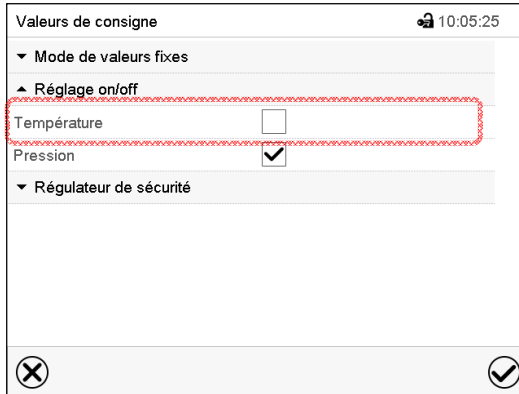 Valeurs de consigne 10:05:25
Mode de valeurs fixes
Réglage on/off
Température
Pression
Régulateur de sécurité